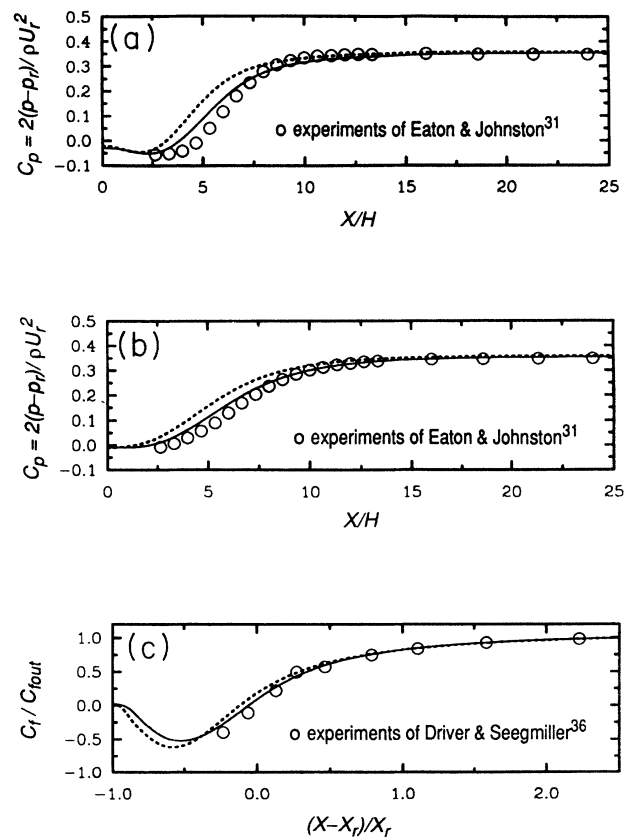 (a)
0.5
0.4
0.3
0.2
0.1
0.0
-0.1
C_p = 2(p-p_r)/ρU_r^2
o experiments of Eaton & Johnston^31
0 5 10 15 20 25
X/H
(b)
0.5
0.4
0.3
0.2
0.1
0.0
-0.1
C_p = 2(p-p_r)/ρU_r^2
o experiments of Eaton & Johnston^31
0 5 10 15 20 25
X/H
(c)
1.0
0.5
0.0
-0.5
-1.0
C_f / C_fout
o experiments of Driver & Seegmiller^36
-1.0 0.0 1.0 2.0
(X-X_r)/X_r